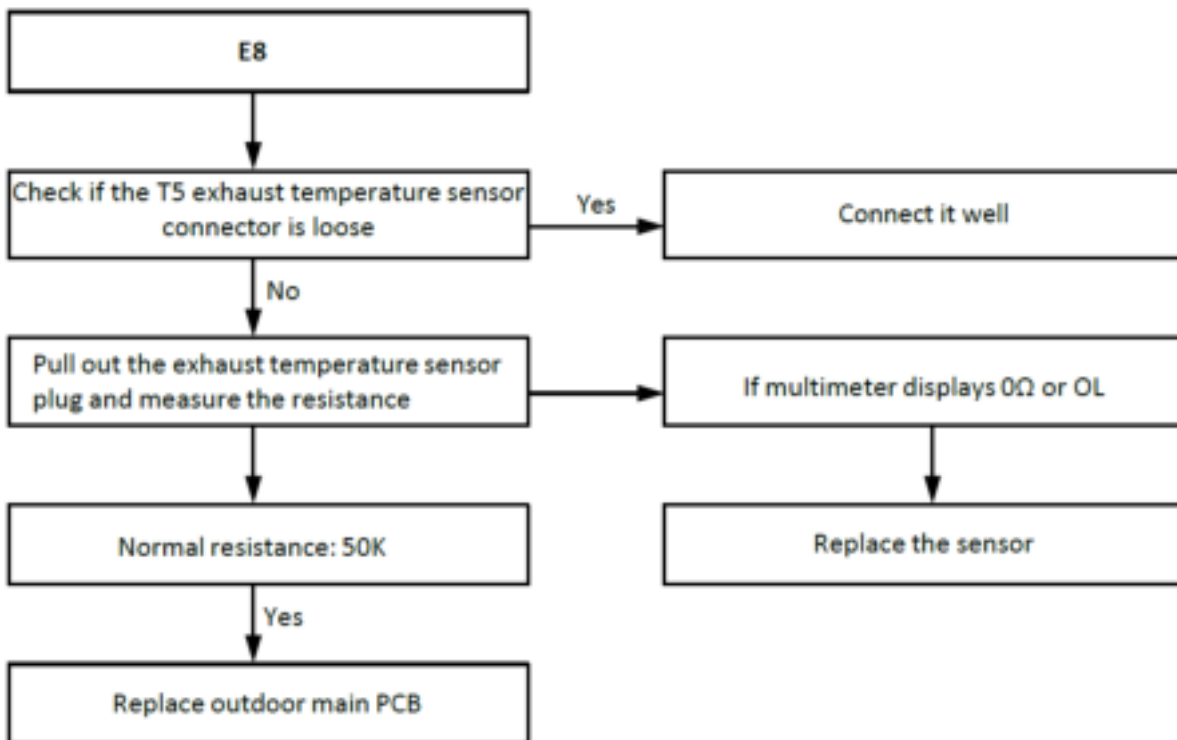 E8
Check if the T5 exhaust temperature sensor
connector is loose
Yes
Connect it well
No
Pull out the exhaust temperature sensor
plug and measure the resistance
If multimeter displays 0Ω or OL
Normal resistance: 50K
Replace the sensor
Yes
Replace outdoor main PCB